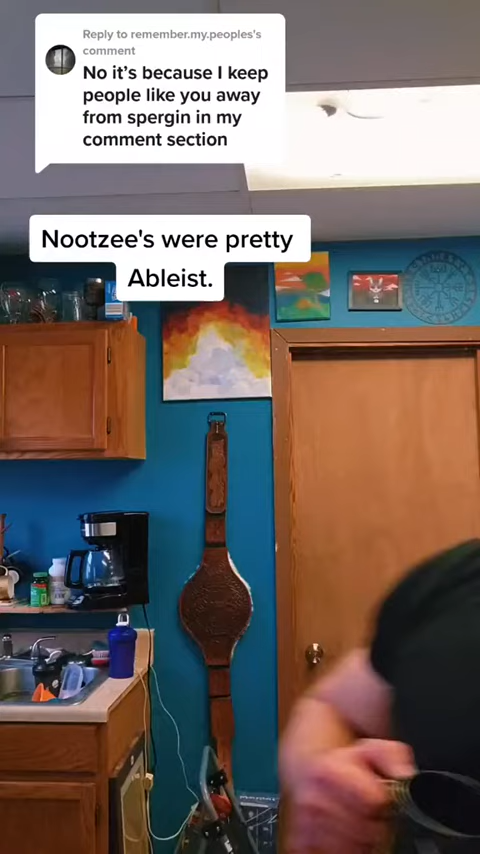 Reply to remember.my.peoples's
comment
No it's because I keep
people like you away
from spergin in my
comment section
Nootzee's were pretty
Ableist.